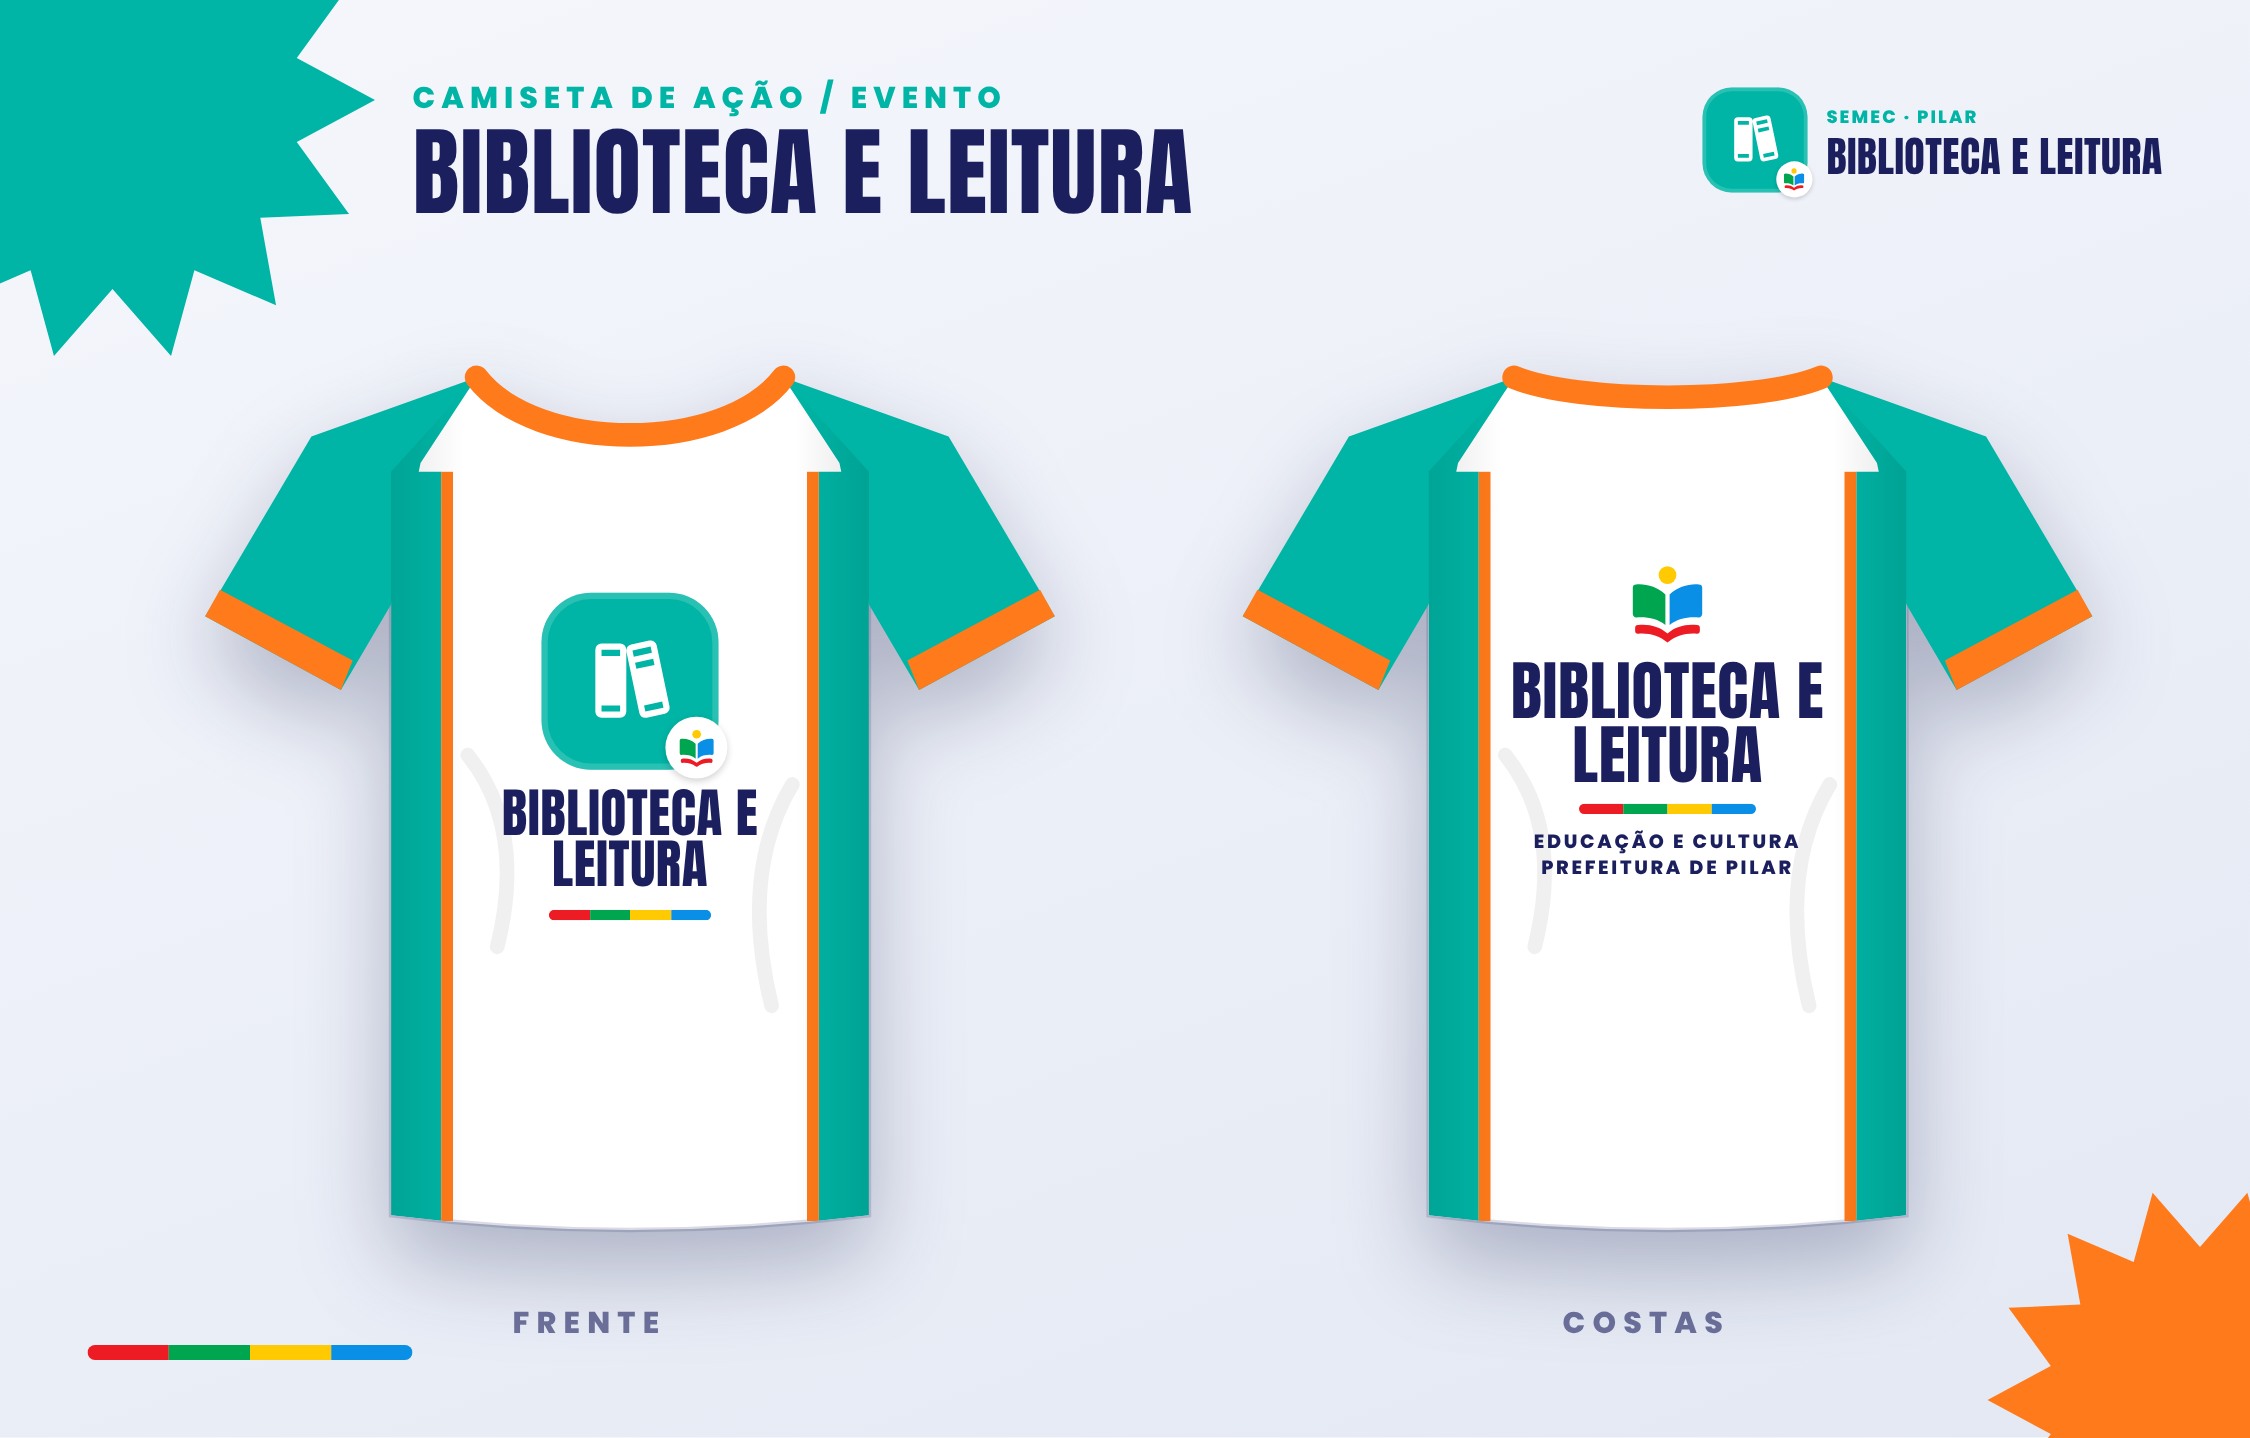 CAMISETA DE AÇÃO / EVENTO
BIBLIOTECA E LEITURA
SEMEC · PILAR
BIBLIOTECA E LEITURA
BIBLIOTECA E
LEITURA
BIBLIOTECA E
LEITURA
EDUCAÇÃO E CULTURA
PREFEITURA DE PILAR
FRENTE
COSTAS